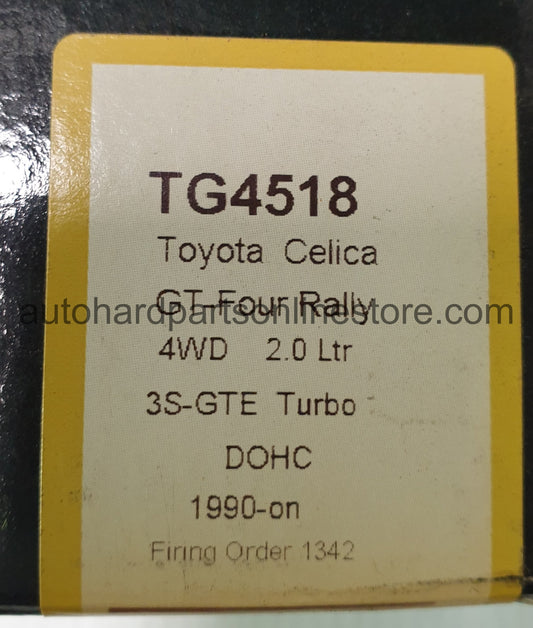 TG4518
Toyota Celica
GT-Four Rally
autohardpartsonlinestore.com
4WD 2.0 Ltr
3S-GTE Turbo
DOHC
1990-on
Firing Order 1342